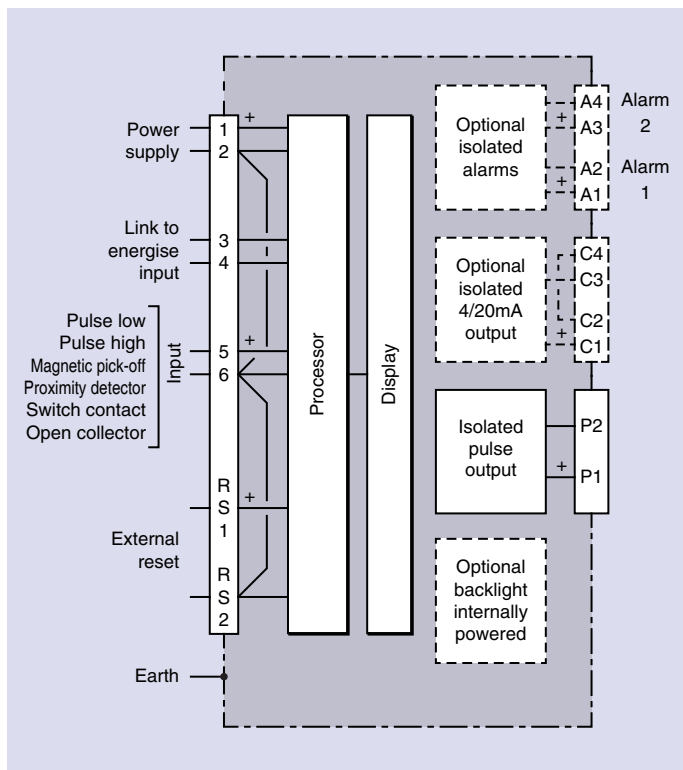 Power
supply
Link to
energise
input
Pulse low
Pulse high
Magnetic pick-off
Proximity detector
Switch contact
Open collector
Input
External
reset
Earth
+
1
2
3
4
+
5
6
R
S
1
+
R
S
2
Processor
Display
Optional
isolated
alarms
+
+
A4
A3
A2
A1
Alarm
2
Alarm
1
Optional
isolated
4/20mA
output
+
C4
C3
C2
C1
Isolated
pulse
output
+
P2
P1
Optional
backlight
internally
powered